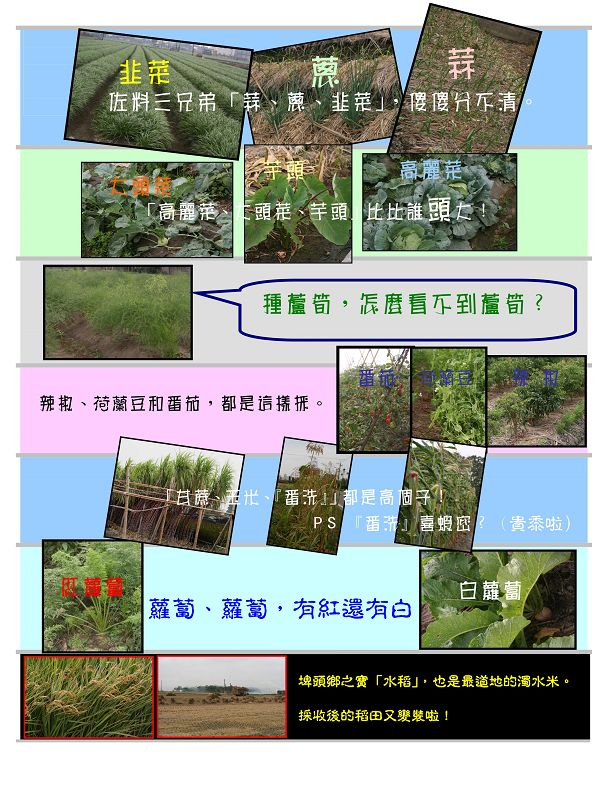 韭菜
蔥
蒜
佐料三兄弟「蒜、蔥、韭菜」，傻傻分不清。
大頭菜
芋頭
高麗菜
「高麗菜、大頭菜、芋頭」比比誰頭大！
種蘆筍，怎麼看不到蘆筍？
番茄
荷蘭豆
辣椒
辣椒、荷蘭豆和番茄，都是這樣掛。
「甘蔗、玉米、『番洗』」都是高個子！
PS 『番洗』喜蝦密？（貴黍啦）
紅蘿蔔
蘿蔔、蘿蔔，有紅還有白
白蘿蔔
埤頭鄉之寶「水稻」，也是最道地的濁水米。
採收後的稻田又變裝啦！